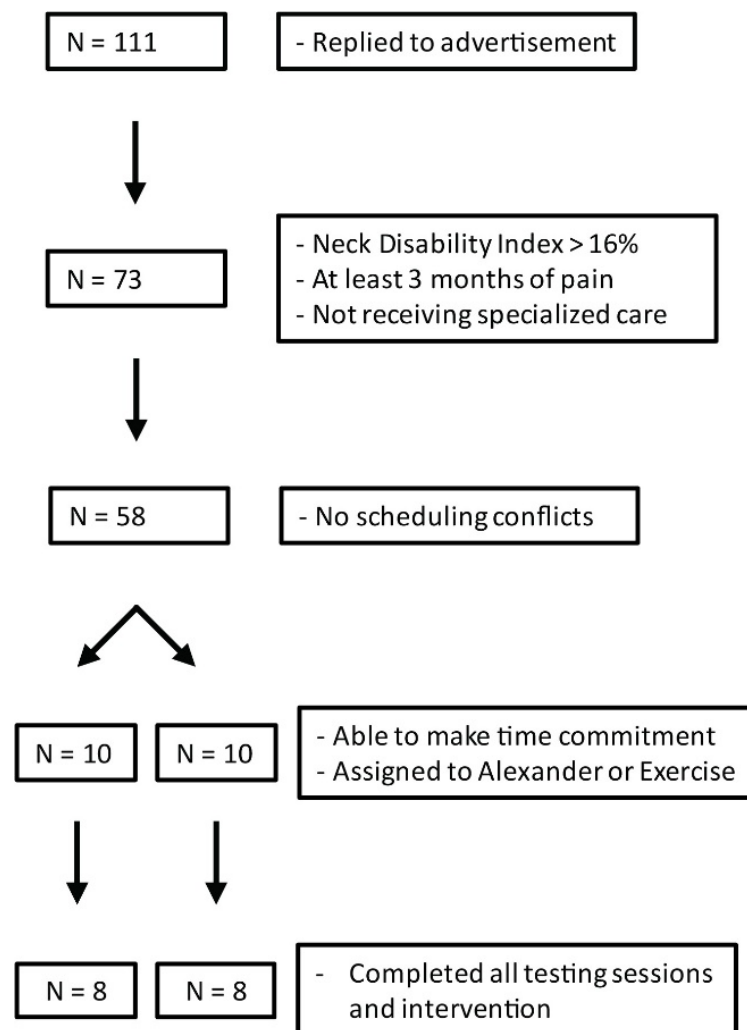 N = 111
- Replied to advertisement
N = 73
- Neck Disability Index > 16%
- At least 3 months of pain
- Not receiving specialized care
N = 58
- No scheduling conflicts
N = 10
N = 10
- Able to make time commitment
- Assigned to Alexander or Exercise
N = 8
N = 8
- Completed all testing sessions
and intervention